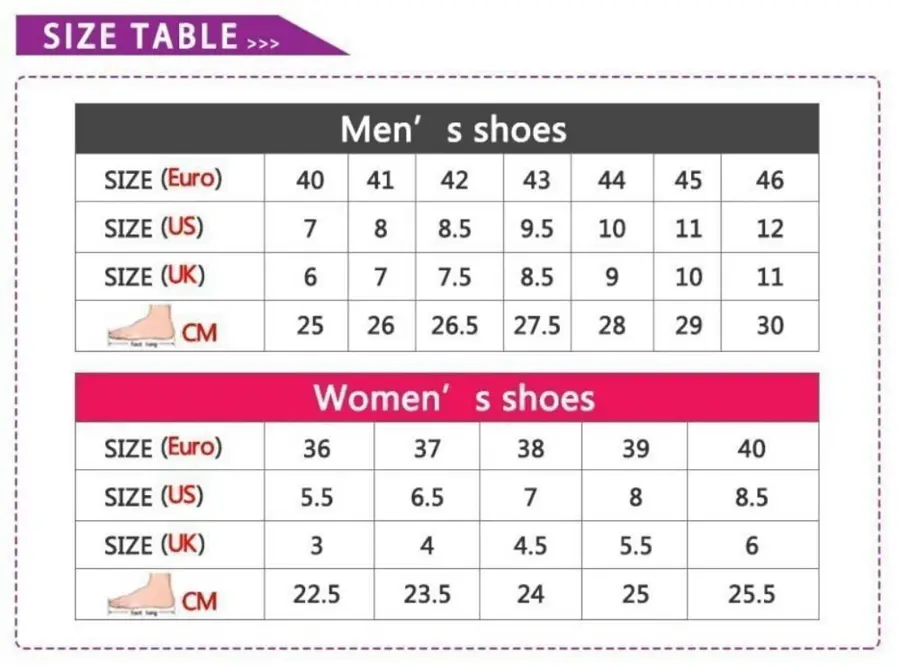 SIZE TABLE >>>
Men's shoes
SIZE (Euro) 40 41 42 43 44 45 46
SIZE (US) 7 8 8.5 9.5 10 11 12
SIZE (UK) 6 7 7.5 8.5 9 10 11
foot long CM 25 26 26.5 27.5 28 29 30
Women's shoes
SIZE (Euro) 36 37 38 39 40
SIZE (US) 5.5 6.5 7 8 8.5
SIZE (UK) 3 4 4.5 5.5 6
foot long CM 22.5 23.5 24 25 25.5